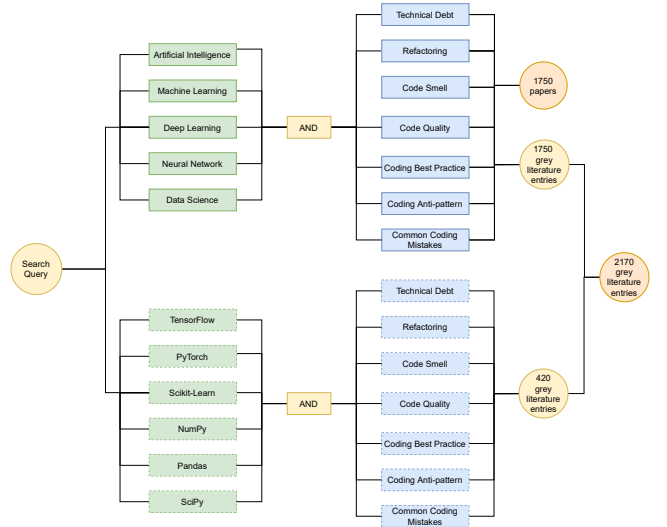 Search
Query
Artificial Intelligence
Machine Learning
Deep Learning
Neural Network
Data Science
AND
Technical Debt
Refactoring
Code Smell
Code Quality
Coding Best Practice
Coding Anti-pattern
Common Coding
Mistakes
1750
papers
1750
grey
literature
entries
TensorFlow
PyTorch
Scikit-Learn
NumPy
Pandas
SciPy
AND
Technical Debt
Refactoring
Code Smell
Code Quality
Coding Best Practice
Coding Anti-pattern
Common Coding
Mistakes
420
grey literature
entries
2170
grey
literature
entries